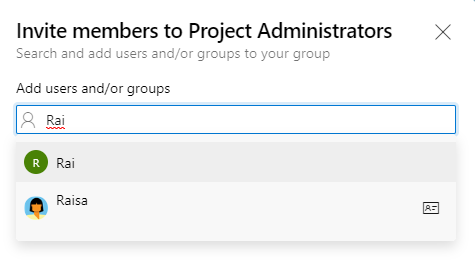 Invite members to Project Administrators
Search and add users and/or groups to your group
Add users and/or groups
Rai
R Rai
Raisa